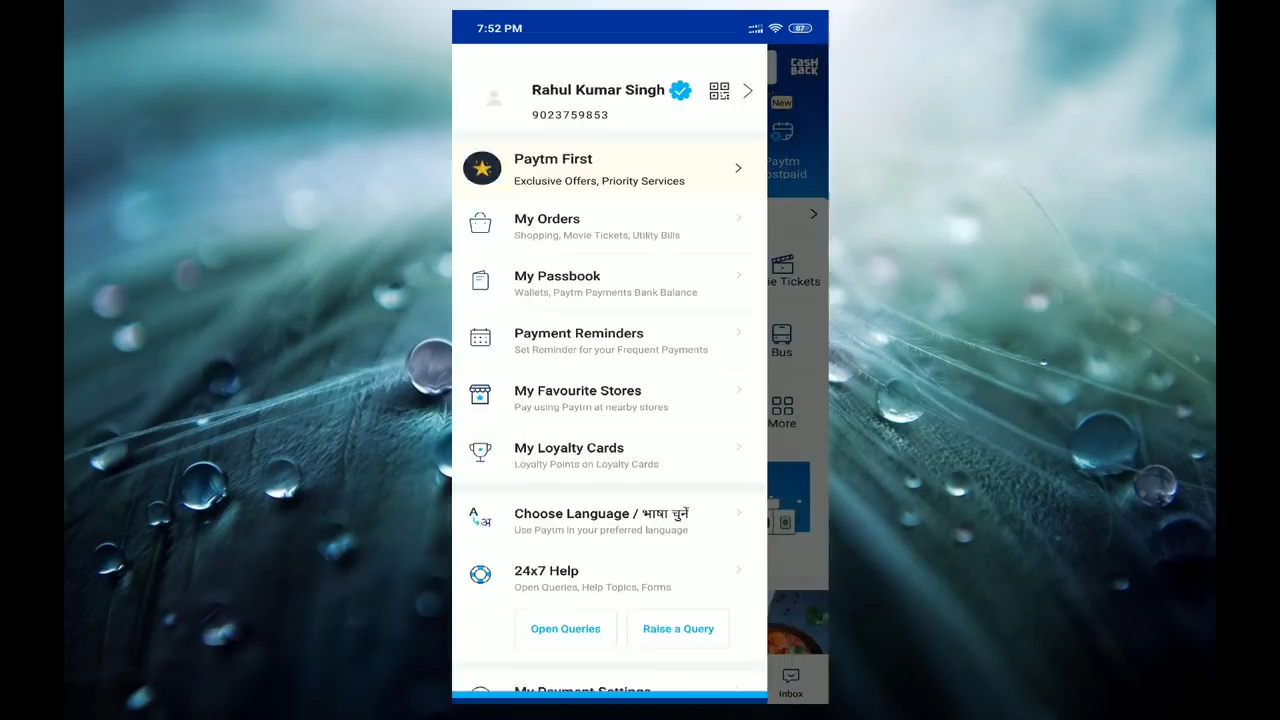 7:52 PM
87
Rahul Kumar Singh
9023759853
CASH
BACK
New
Paytm First
Exclusive Offers, Priority Services
My Orders
Shopping, Movie Tickets, Utility Bills
My Passbook
Wallets, Paytm Payments Bank Balance
Tickets
Payment Reminders
Set Reminder for your Frequent Payments
Bus
My Favourite Stores
Pay using Paytm at nearby stores
More
My Loyalty Cards
Loyalty Points on Loyalty Cards
A
अ
Choose Language / भाषा चुनें
Use Paytm in your preferred language
24x7 Help
Open Queries, Help Topics, Forms
Open Queries
Raise a Query
My Payment Settings
Inbox